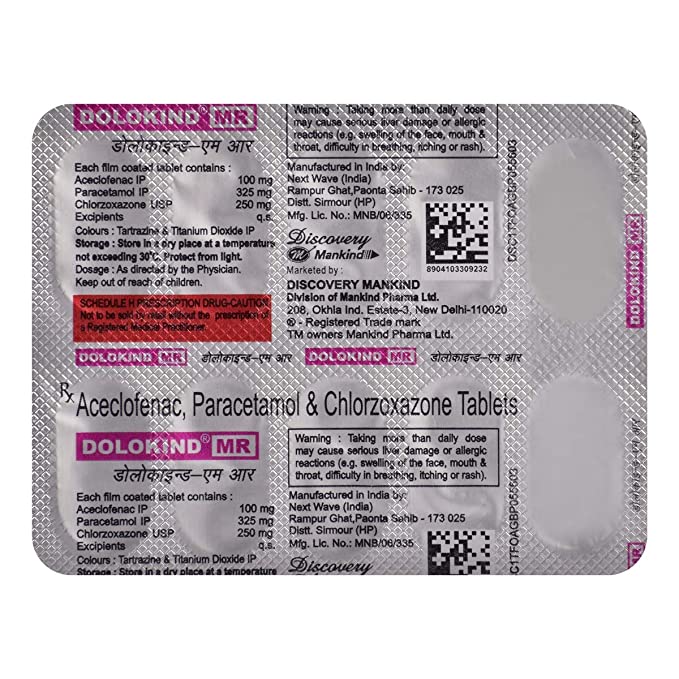 DOLOKIND® MR
डोलोकाइन्ड-एम आर
Each film coated tablet contains :
Aceclofenac IP 100 mg
Paracetamol IP 325 mg
Chlorzoxazone USP 250 mg
Excipients q.s.
Colours : Tartrazine & Titanium Dioxide IP
Storage : Store in a dry place at a temperature
not exceeding 30°C. Protect from light.
Dosage : As directed by the Physician.
Keep out of reach of children.
SCHEDULE H PRESCRIPTION DRUG-CAUTION
Not to be sold by retail without the prescription of
a Registered Medical Practitioner.
Warning : Taking more than daily dose
may cause serious liver damage or allergic
reactions (e.g. swelling of the face, mouth &
throat, difficulty in breathing, itching or rash).
Manufactured in India by:
Next Wave (India)
Rampur Ghat,Paonta Sahib - 173 025
Distt. Sirmour (HP)
Mfg. Lic. No.: MNB/06/335
Discovery
Mankind
8904103309232
Marketed by :
DISCOVERY MANKIND
Division of Mankind Pharma Ltd.
208, Okhla Ind. Estate-3, New Delhi-110020
® - Registered Trade mark
TM owners Mankind Pharma Ltd.
DOLOKIND MR डोलोकाइन्ड-एम आर DOLOKIND MR डोलोकाइन्ड-एम आर
Rx Aceclofenac, Paracetamol & Chlorzoxazone Tablets
DOLOKIND® MR
डोलोकाइन्ड-एम आर
Each film coated tablet contains :
Aceclofenac IP 100 mg
Paracetamol IP 325 mg
Chlorzoxazone USP 250 mg
Excipients q.s.
Colours : Tartrazine & Titanium Dioxide IP
Storage : Store in a dry place at a temperature
Warning : Taking more than daily dose
may cause serious liver damage or allergic
reactions (e.g. swelling of the face, mouth &
throat, difficulty in breathing, itching or rash).
Manufactured in India by:
Next Wave (India)
Rampur Ghat,Paonta Sahib - 173 025
Distt. Sirmour (HP)
Mfg. Lic. No.: MNB/06/335
Discovery
DOLOKIND MR